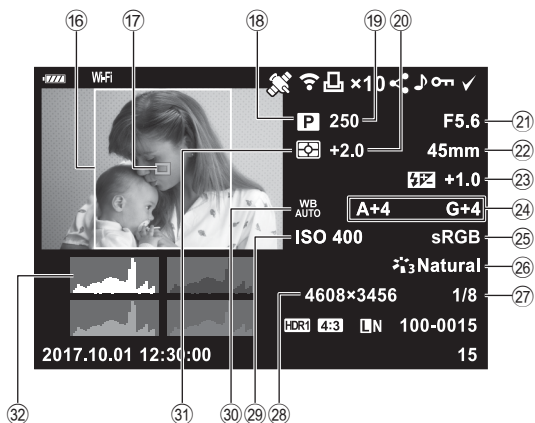 ⑯ ⑰ ⑱ ⑲ ⑳
Wi-Fi ×10
P 250 F5.6 ㉑
+2.0 45mm ㉒
+1.0 ㉓
WB AUTO A+4 G+4 ㉔
ISO 400 sRGB ㉕
3 Natural ㉖
4608×3456 1/8 ㉗
HDR1 4:3 LN 100-0015
2017.10.01 12:30:00 15
㉜ ㉛ ㉚ ㉙ ㉘